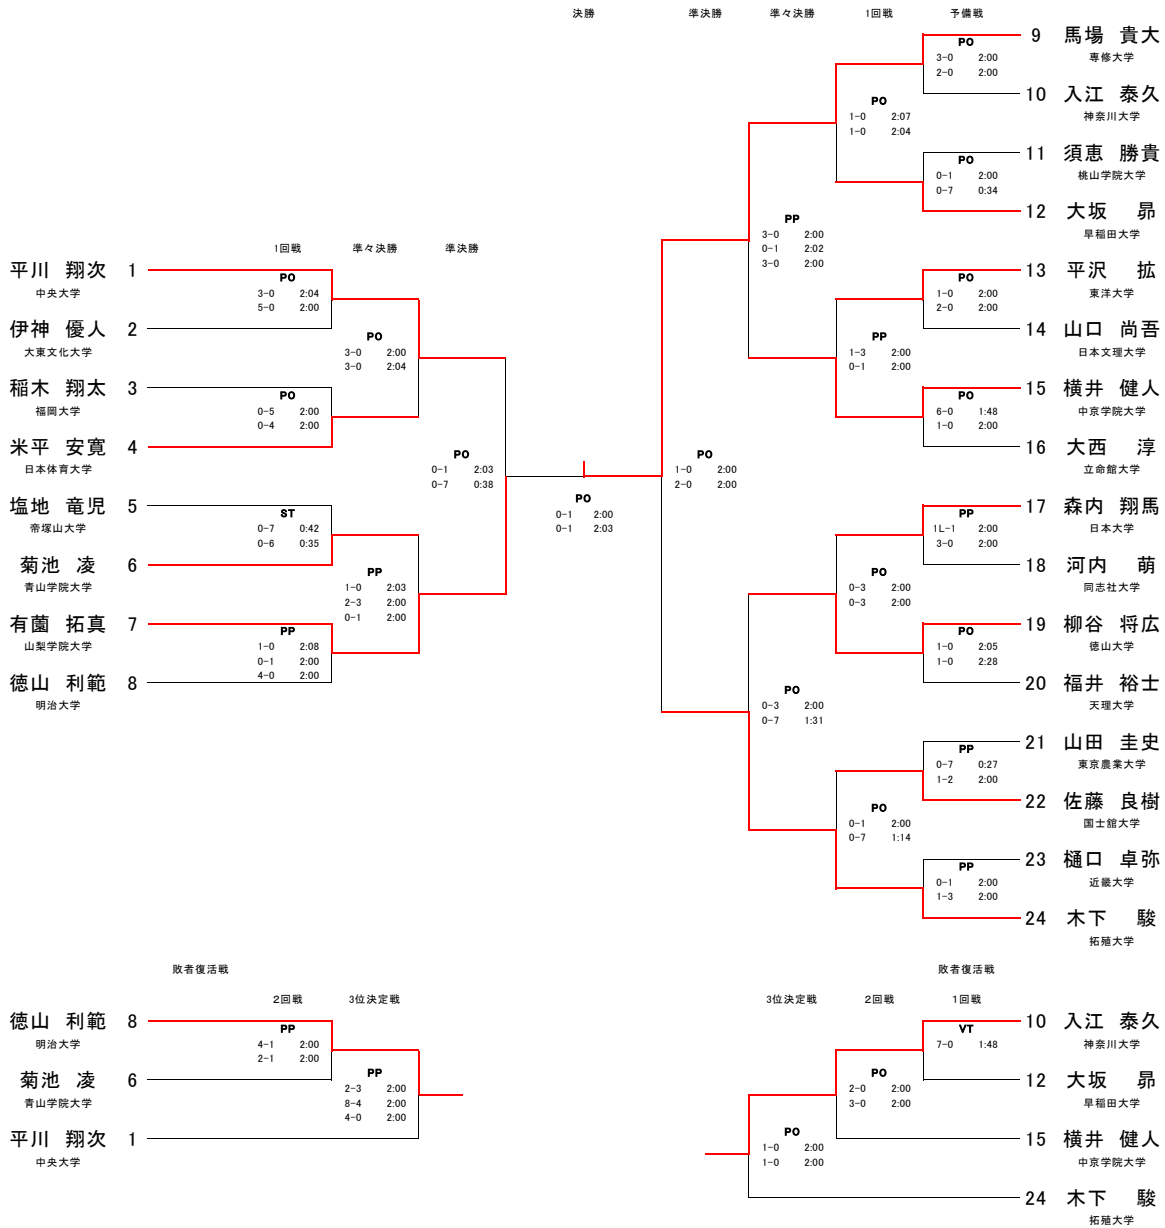 決勝 準決勝 準々決勝 1回戦 予備戦
9 馬場 貴大
専修大学
PO
3-0 2:00
2-0 2:00
10 入江 泰久
神奈川大学
PO
1-0 2:07
1-0 2:04
11 須恵 勝貴
桃山学院大学
PO
0-1 2:00
0-7 0:34
12 大坂 昴
早稲田大学
PP
3-0 2:00
0-1 2:02
3-0 2:00
13 平沢 拡
東洋大学
PO
1-0 2:00
2-0 2:00
14 山口 尚吾
日本文理大学
PP
1-3 2:00
0-1 2:00
15 横井 健人
中京学院大学
PO
6-0 1:48
1-0 2:00
16 大西 淳
立命館大学
PO
1-0 2:00
2-0 2:00
17 森内 翔馬
日本大学
PP
1L-1 2:00
3-0 2:00
18 河内 萌
同志社大学
PO
0-3 2:00
0-3 2:00
19 柳谷 将広
徳山大学
PO
1-0 2:05
1-0 2:28
20 福井 裕士
天理大学
PO
0-3 2:00
0-7 1:31
21 山田 圭史
東京農業大学
PP
0-7 0:27
1-2 2:00
22 佐藤 良樹
国士舘大学
PO
0-1 2:00
0-7 1:14
23 樋口 卓弥
近畿大学
PP
0-1 2:00
1-3 2:00
24 木下 駿
拓殖大学
1回戦 準々決勝 準決勝
平川 翔次 1
中央大学
PO
3-0 2:04
5-0 2:00
伊神 優人 2
大東文化大学
PO
3-0 2:00
3-0 2:04
稲木 翔太 3
福岡大学
PO
0-5 2:00
0-4 2:00
米平 安寛 4
日本体育大学
PO
0-1 2:03
0-7 0:38
塩地 竜児 5
帝塚山大学
ST
0-7 0:42
0-6 0:35
菊池 凌 6
青山学院大学
PP
1-0 2:03
2-3 2:00
0-1 2:00
有薗 拓真 7
山梨学院大学
PP
1-0 2:08
0-1 2:00
4-0 2:00
徳山 利範 8
明治大学
PO
0-1 2:00
0-1 2:03
敗者復活戦
2回戦 3位決定戦
徳山 利範 8
明治大学
PP
4-1 2:00
2-1 2:00
菊池 凌 6
青山学院大学
PP
2-3 2:00
8-4 2:00
4-0 2:00
平川 翔次 1
中央大学
敗者復活戦
3位決定戦 2回戦 1回戦
10 入江 泰久
神奈川大学
VT
7-0 1:48
12 大坂 昴
早稲田大学
PO
2-0 2:00
3-0 2:00
15 横井 健人
中京学院大学
PO
1-0 2:00
1-0 2:00
24 木下 駿
拓殖大学